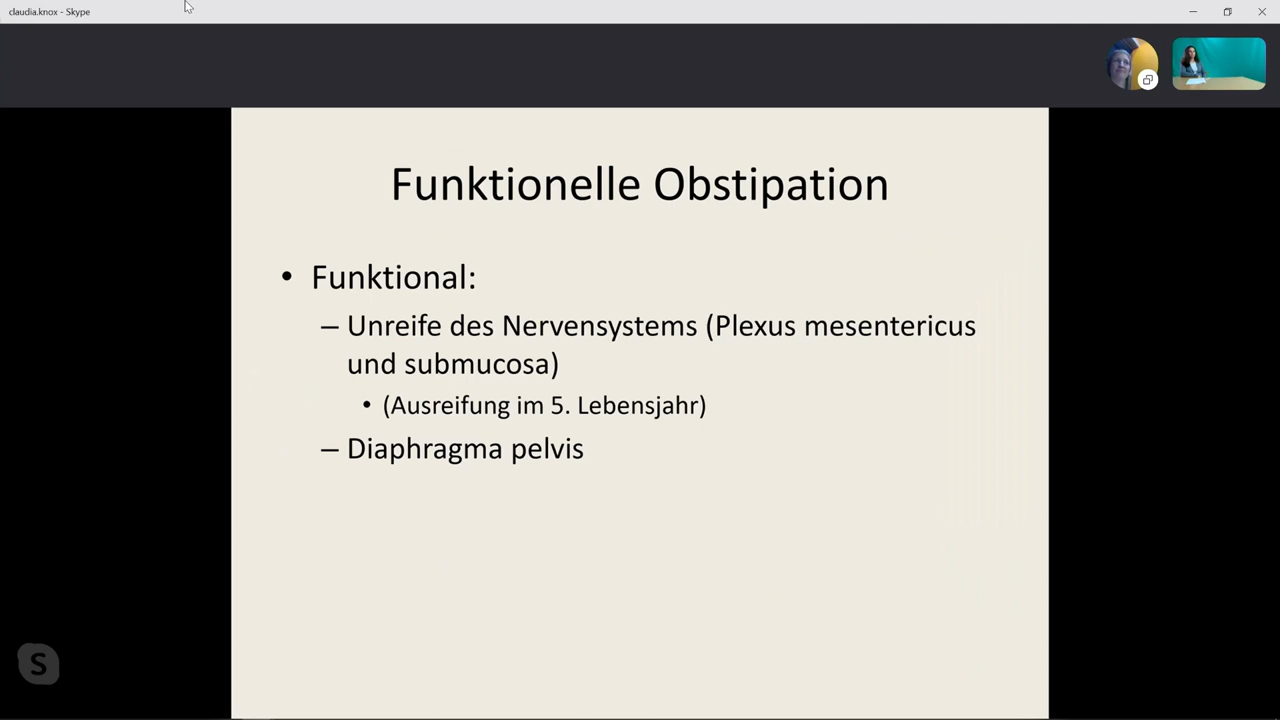 claudia.knox - Skype
Funktionelle Obstipation
• Funktional:
– Unreife des Nervensystems (Plexus mesentericus
und submucosa)
• (Ausreifung im 5. Lebensjahr)
– Diaphragma pelvis
S